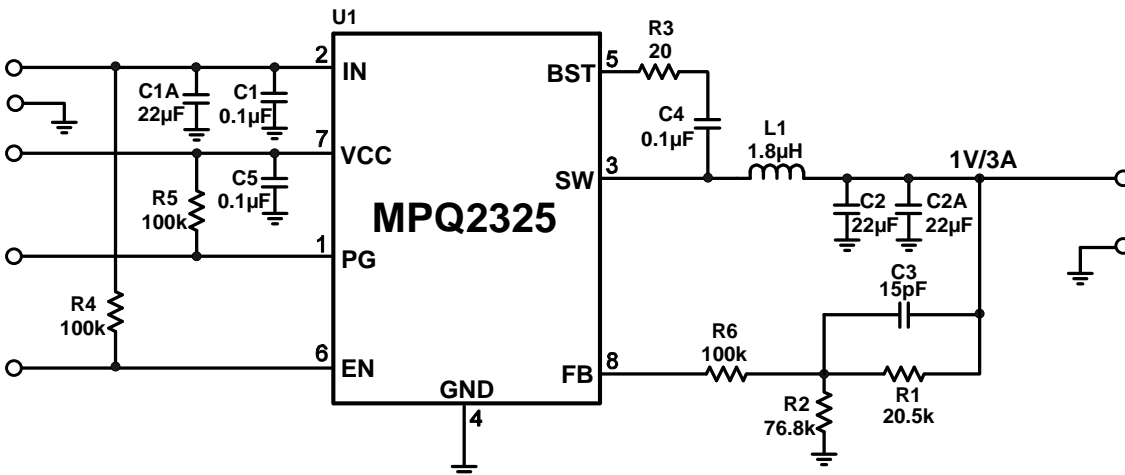 U1
MPQ2325
2
IN
7
VCC
1
PG
6
EN
GND
4
5
BST
3
SW
8
FB
C1A
22µF
C1
0.1µF
R5
100k
C5
0.1µF
R4
100k
R3
20
C4
0.1µF
L1
1.8µH
1V/3A
C2
22µF
C2A
22µF
C3
15pF
R6
100k
R1
20.5k
R2
76.8k